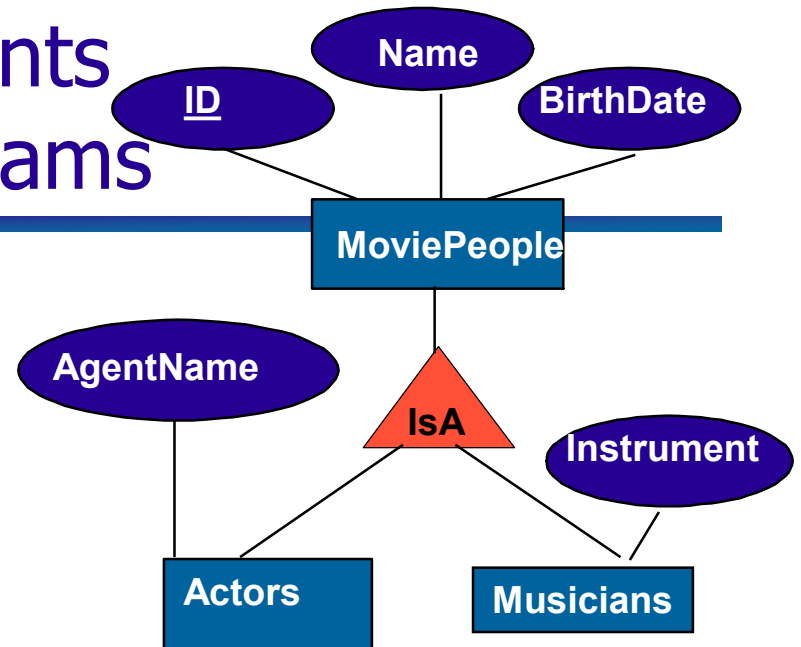 nts
ams
Name
ID
BirthDate
MoviePeople
AgentName
IsA
Instrument
Actors
Musicians